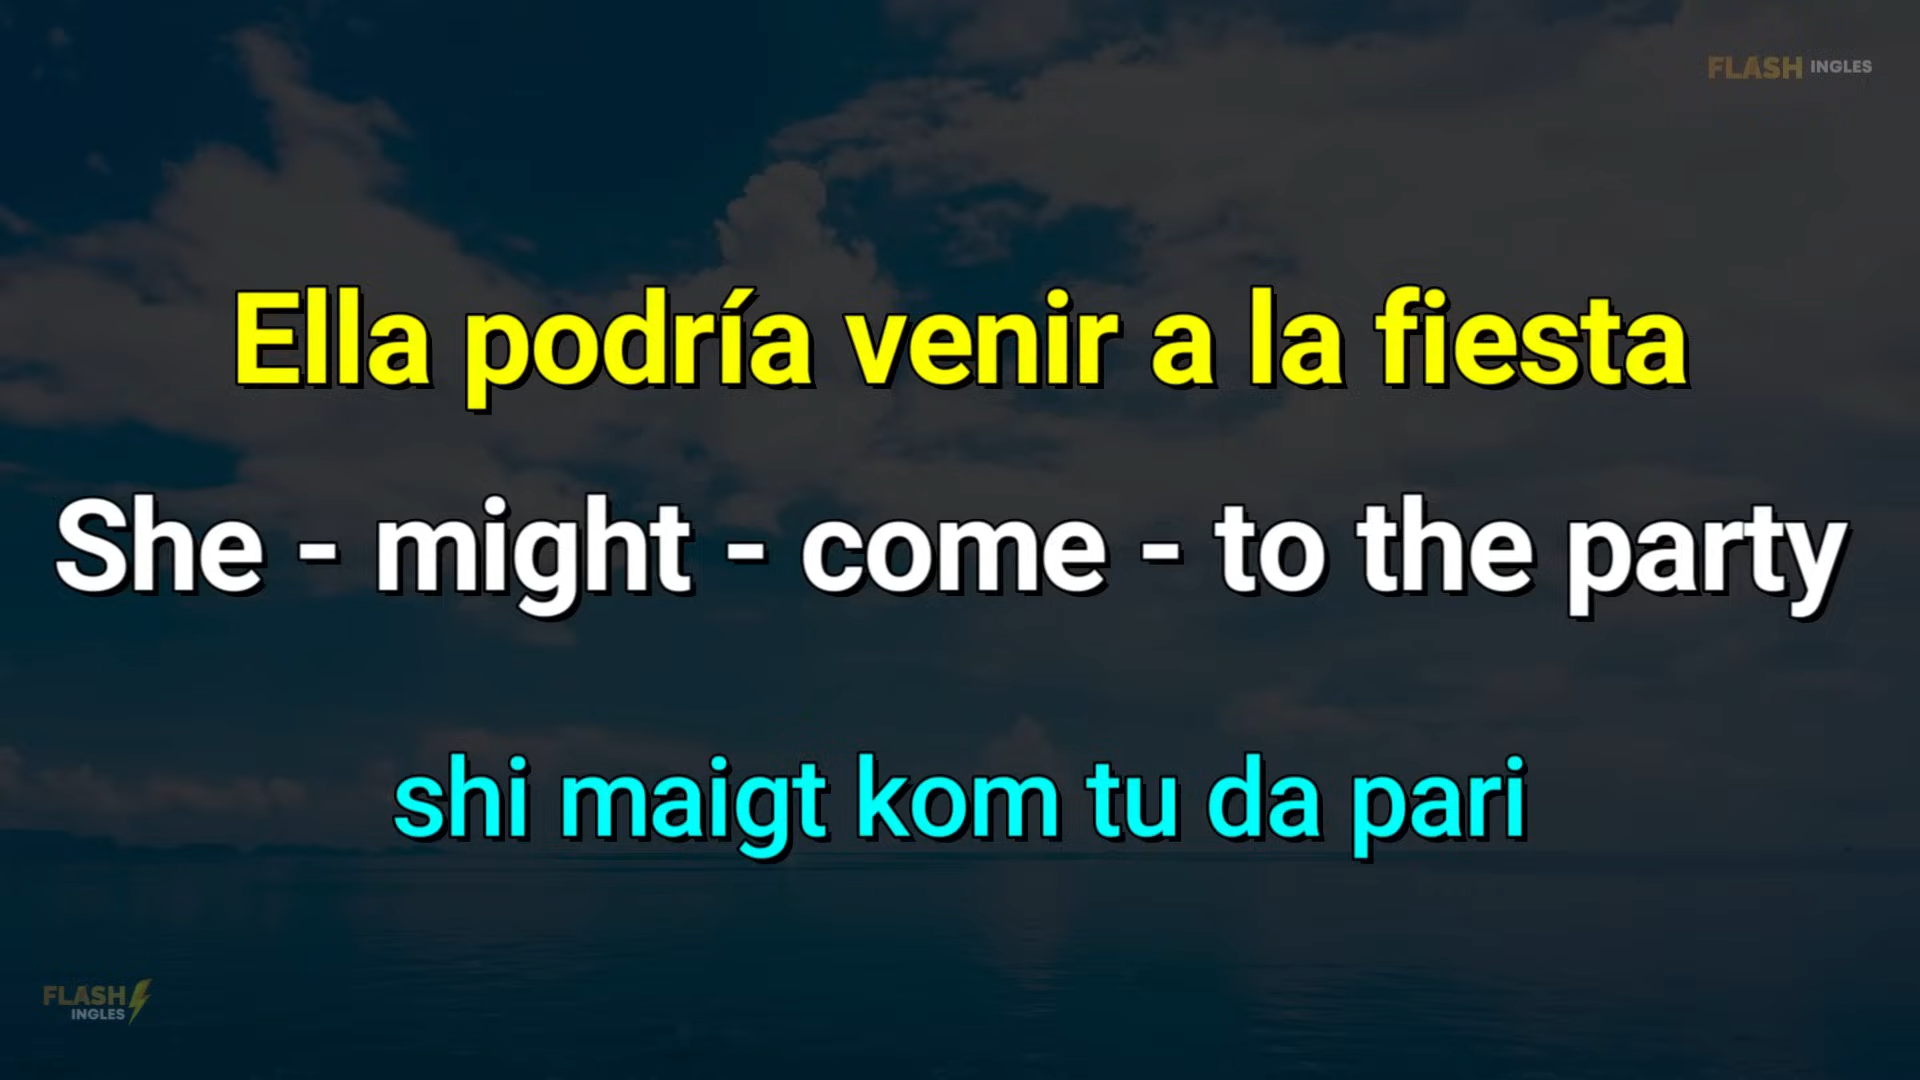 FLASH INGLES
Ella podría venir a la fiesta
She - might - come - to the party
shi maigt kom tu da pari
FLASH
INGLES